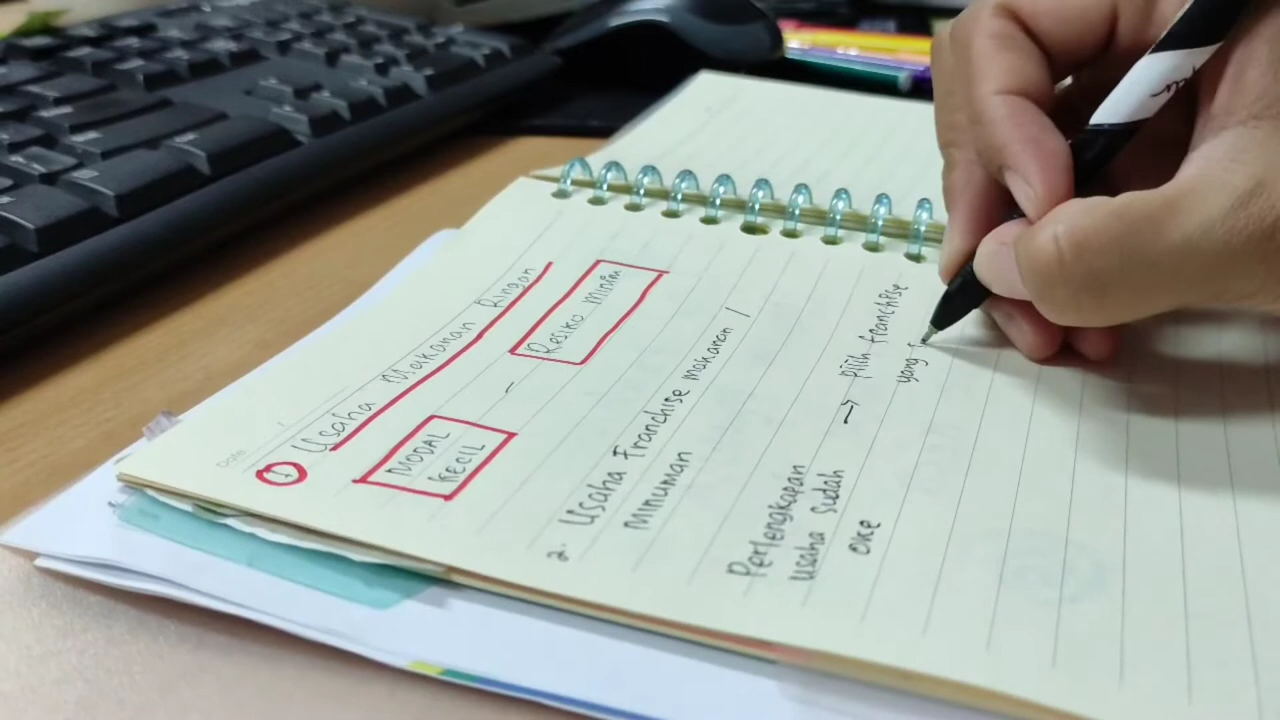 Date
1 Usaha Makanan Ringan
MODAL KECIL - Resiko Minim
2. Usaha Franchise makanan /
minuman
Perlengkapan → pilih franchise
usaha sudah yang
oke